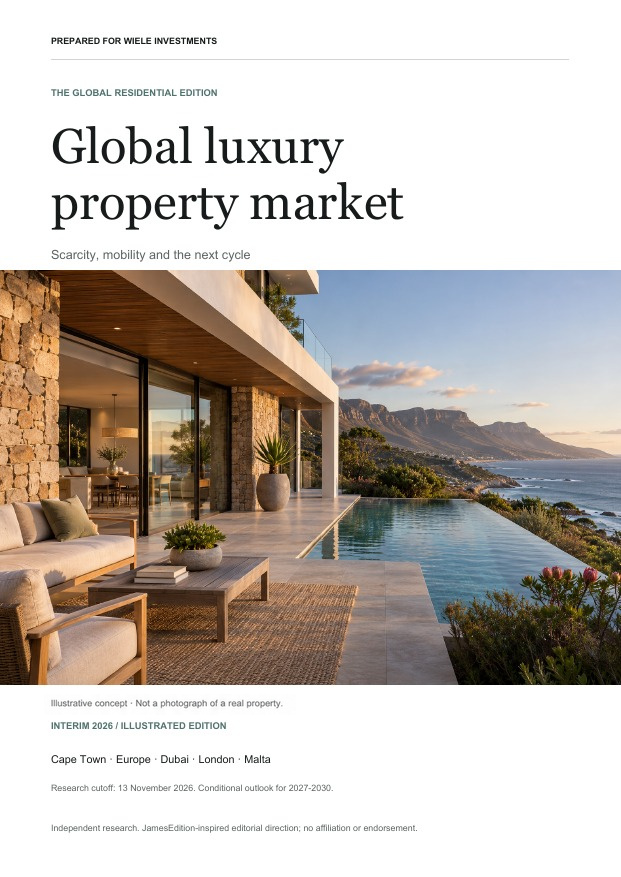 PREPARED FOR WIELE INVESTMENTS
THE GLOBAL RESIDENTIAL EDITION
Global luxury
property market
Scarcity, mobility and the next cycle
Illustrative concept · Not a photograph of a real property.
INTERIM 2026 / ILLUSTRATED EDITION
Cape Town · Europe · Dubai · London · Malta
Research cutoff: 13 November 2026. Conditional outlook for 2027-2030.
Independent research. JamesEdition-inspired editorial direction; no affiliation or endorsement.